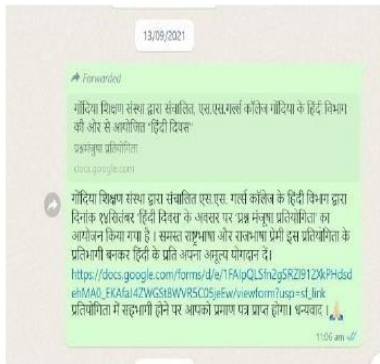 13/09/2021
Forwarded
गोंदिया शिक्षण संस्था द्वारा संचालित, एस.एस.गर्ल्स कॉलेज गोंदिया के हिंदी विभाग
की ओर से आयोजित "हिंदी दिवस"
प्रश्नमंजुषा प्रतियोगिता
docs.google.com
गोंदिया शिक्षण संस्था द्वारा संचालित एस.एस. गर्ल्स कॉलेज के हिंदी विभाग द्वारा
दिनांक १४सितंबर 'हिंदी दिवस' के अवसर पर 'प्रश्न मंजूषा प्रतियोगिता' का
आयोजन किया गया है । समस्त राष्ट्रभाषा और राजभाषा प्रेमी इस प्रतियोगिता के
प्रतिभागी बनकर हिंदी के प्रति अपना अमूल्य योगदान दें।
https://docs.google.com/forms/d/e/1FAIpQLSfn2gSRZI912XkPHdsd
ehMA0_EKAfaI4ZWGSt8WVR5C05jeEw/viewform?usp=sf_link
प्रतियोगिता में सहभागी होने पर आपको प्रमाण पत्र प्राप्त होगा। धन्यवाद ।🙏
11:06 am